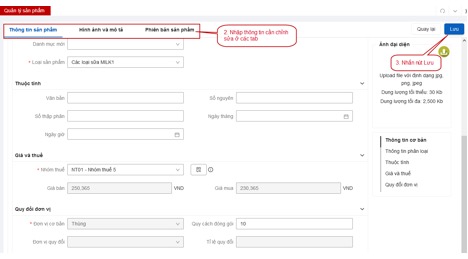 Quản lý sản phẩm
Thông tin sản phẩm
Hình ảnh và mô tả
Phiên bản sản phẩm
2. Nhập thông tin cần chỉnh
sửa ở các tab
Quay lại
Lưu
Danh mục mới
* Loại sản phẩm
Các loại sữa MILK1
Ảnh đại diện
3. Nhấn nút Lưu
Upload file với định dạng jpg,
png, jpeg
Dung lượng tối thiểu: 30 Kb
Dung lượng tối đa: 2.500 Kb
Thuộc tính
Văn bản
Số nguyên
Số thập phân
Ngày tháng
Ngày giờ
Thông tin cơ bản
Thông tin phân loại
Thuộc tính
Giá và thuế
Quy đổi đơn vị
Giá và thuế
* Nhóm thuế
NT01 - Nhóm thuế 5
Giá bán
250,365
VND
Giá mua
230,365
VND
Quy đổi đơn vị
* Đơn vị cơ bản
Thùng
Quy cách đóng gói
10
Đơn vị quy đổi
Tỉ lệ quy đổi